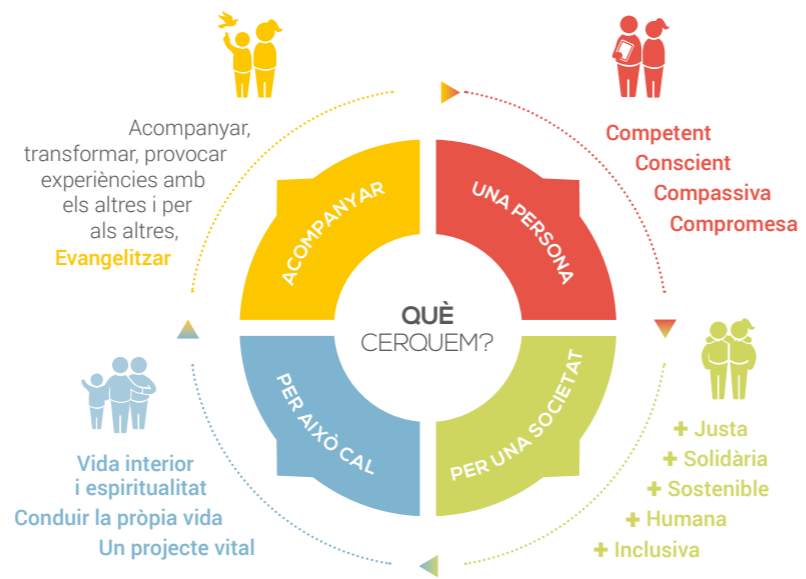 QUÈ
CERQUEM?
ACOMPANYAR
Acompanyar,
transformar, provocar
experiències amb
els altres i per
als altres,
Evangelitzar
UNA PERSONA
Competent
Conscient
Compassiva
Compromesa
PER UNA SOCIETAT
+ Justa
+ Solidària
+ Sostenible
+ Humana
+ Inclusiva
PER AIXÒ CAL
Vida interior
i espiritualitat
Conduir la pròpia vida
Un projecte vital